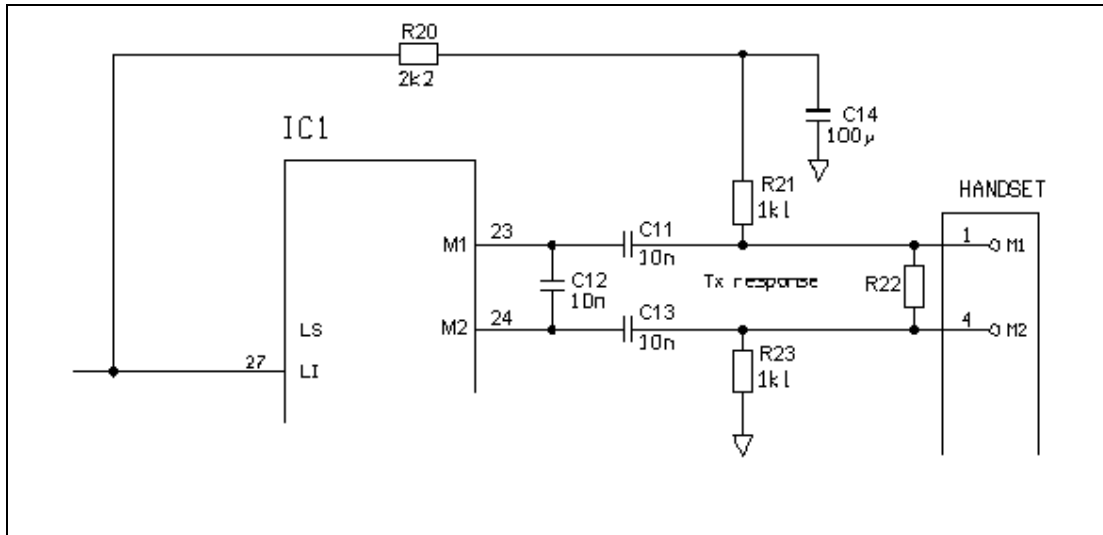 R20
2k2
IC1
C14
100µ
R21
1k1
HANDSET
M1
23
C11
10n
1
M1
C12
10n
Tx response
R22
M2
24
C13
10n
4
M2
LS
R23
1k1
27
LI